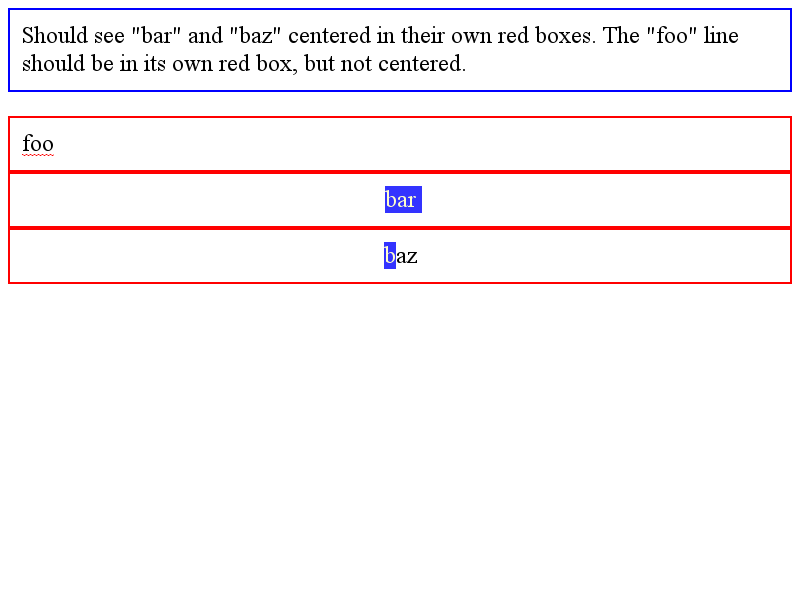 Should see "bar" and "baz" centered in their own red boxes. The "foo" line
should be in its own red box, but not centered.
foo
bar
baz